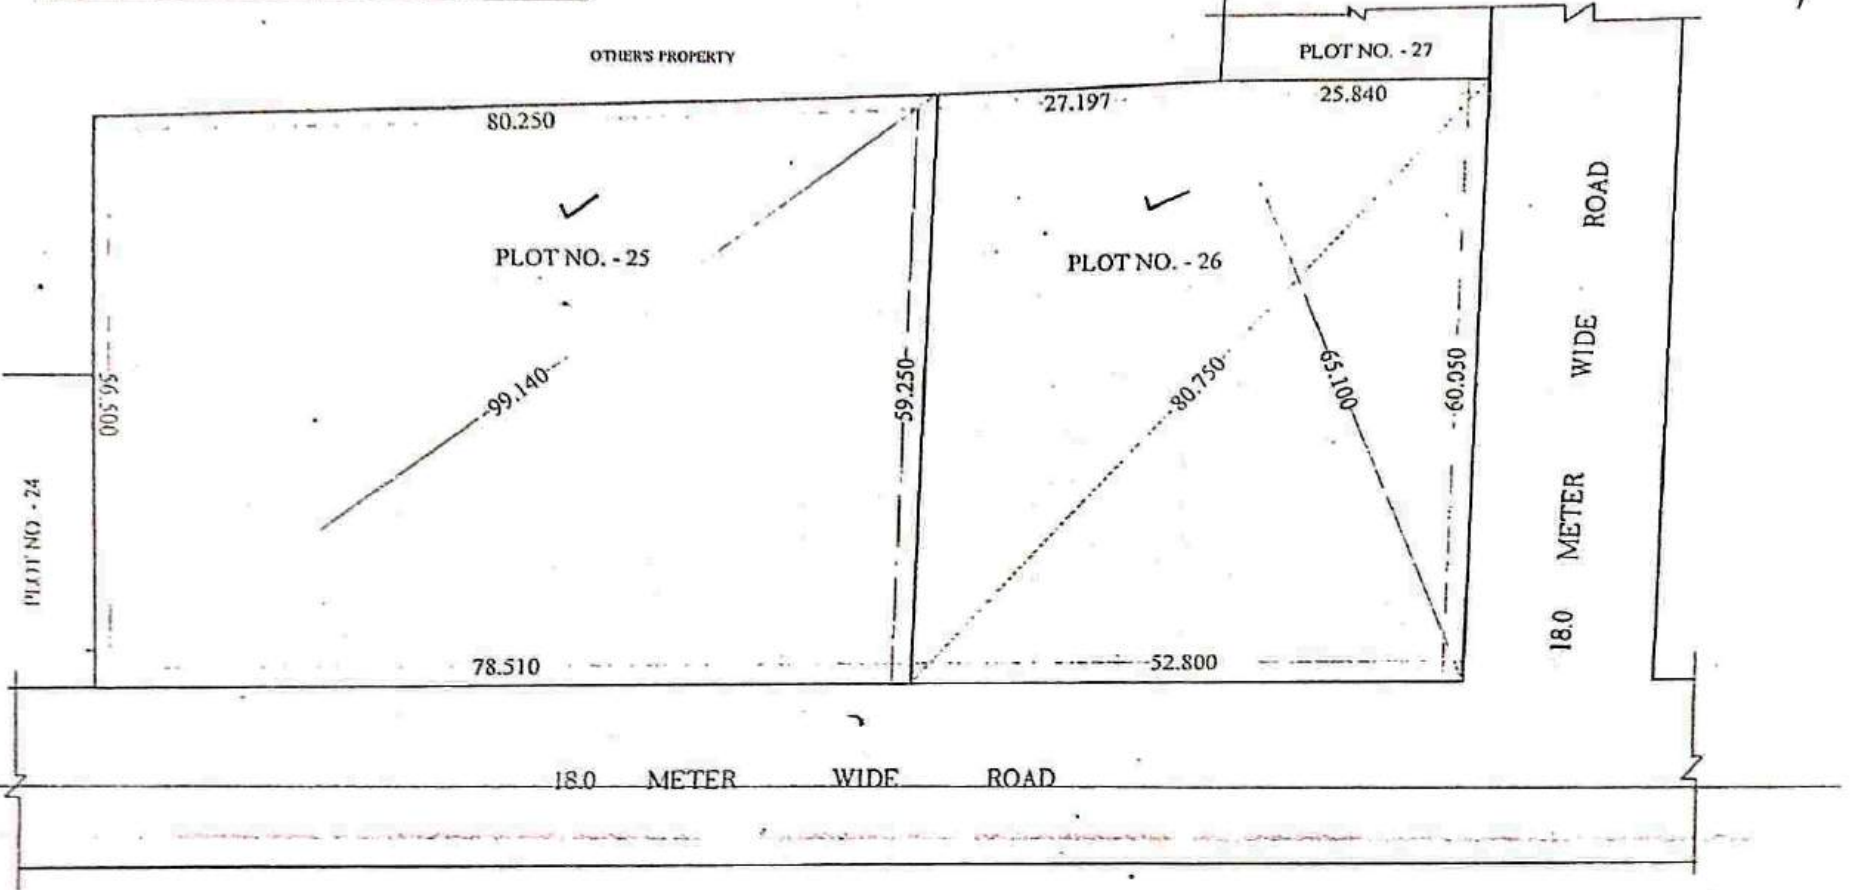 OTHER'S PROPERTY
PLOT NO. - 27
80.250
27.197
25.840
PLOT NO. - 25
PLOT NO. - 26
56.500
99.140
59.250
80.750
65.100
60.050
PLOT NO - 24
78.510
52.800
18.0 METER WIDE ROAD
18.0 METER WIDE ROAD